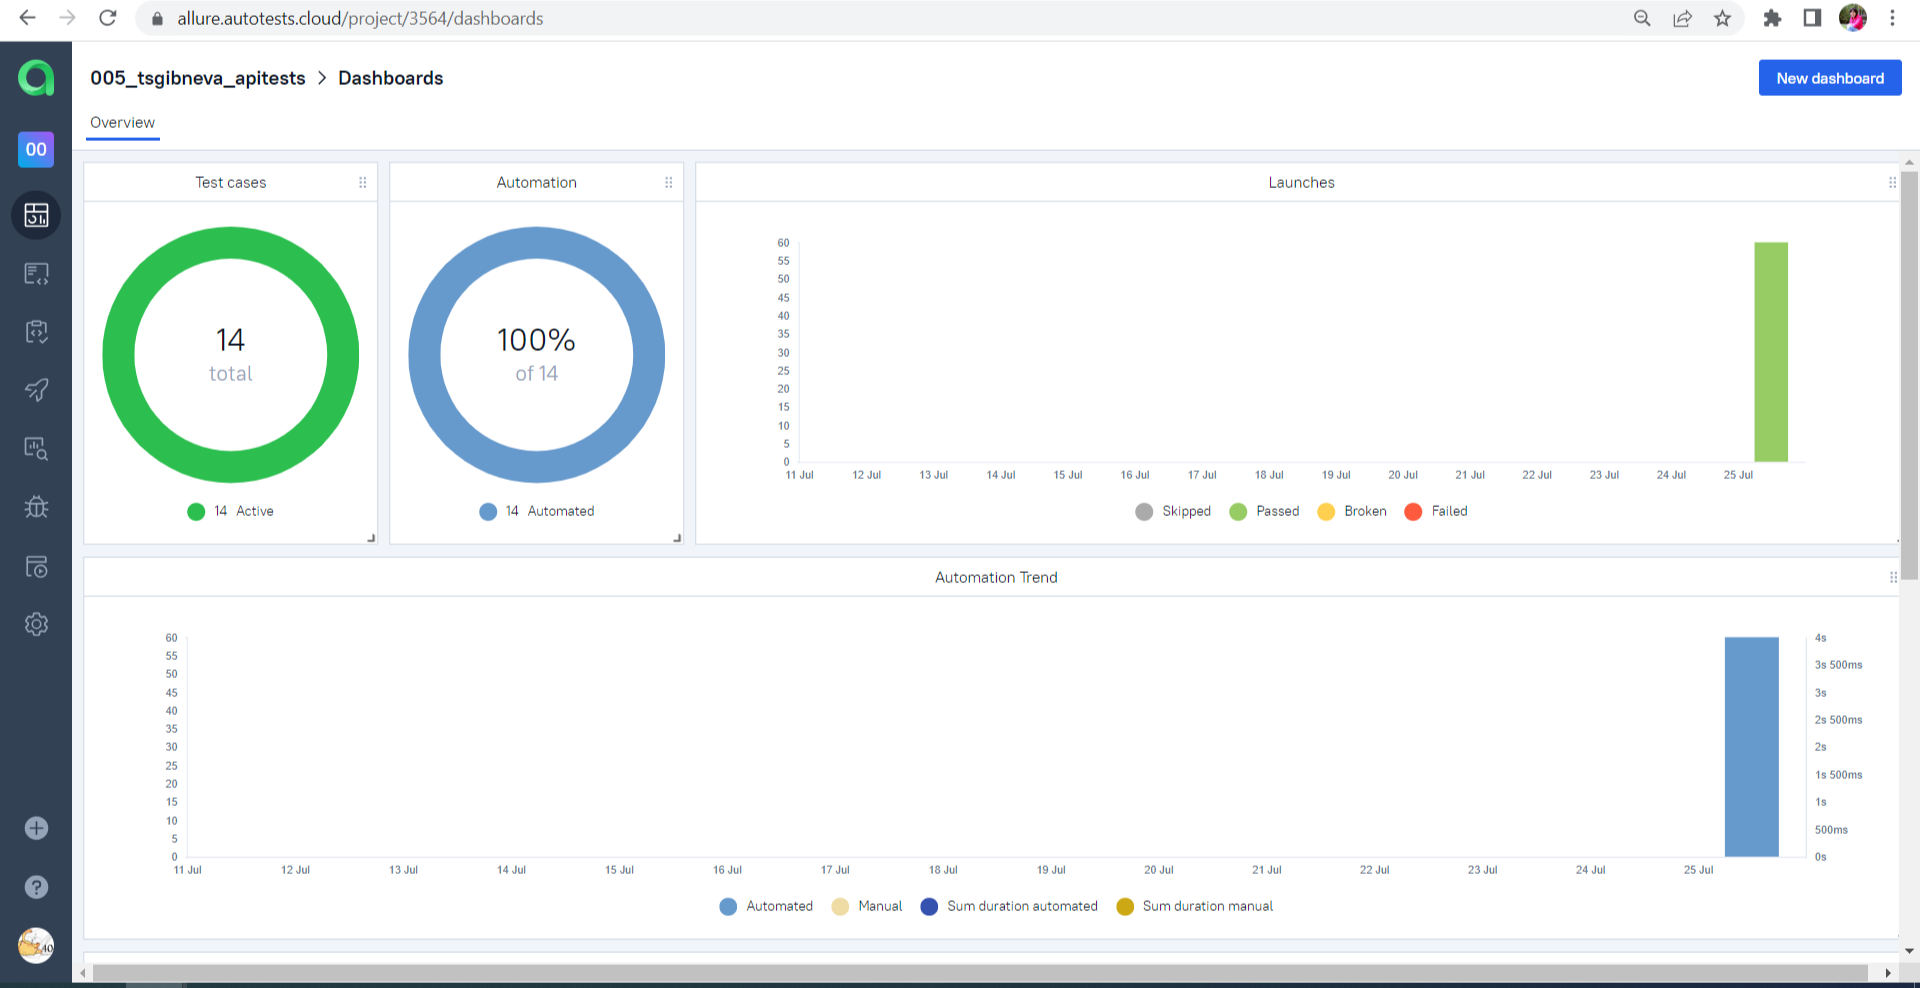 allure.autotests.cloud/project/3564/dashboards
005_tsgibneva_apitests > Dashboards
New dashboard
Overview
00
Test cases
Automation
Launches
14
total
14 Active
100%
of 14
14 Automated
60
55
50
45
40
35
30
25
20
15
10
5
0
11 Jul 12 Jul 13 Jul 14 Jul 15 Jul 16 Jul 17 Jul 18 Jul 19 Jul 20 Jul 21 Jul 22 Jul 23 Jul 24 Jul 25 Jul
Skipped Passed Broken Failed
Automation Trend
60
55
50
45
40
35
30
25
20
15
10
5
0
4s
3s 500ms
3s
2s 500ms
2s
1s 500ms
1s
500ms
0s
11 Jul 12 Jul 13 Jul 14 Jul 15 Jul 16 Jul 17 Jul 18 Jul 19 Jul 20 Jul 21 Jul 22 Jul 23 Jul 24 Jul 25 Jul
Automated Manual Sum duration automated Sum duration manual
40